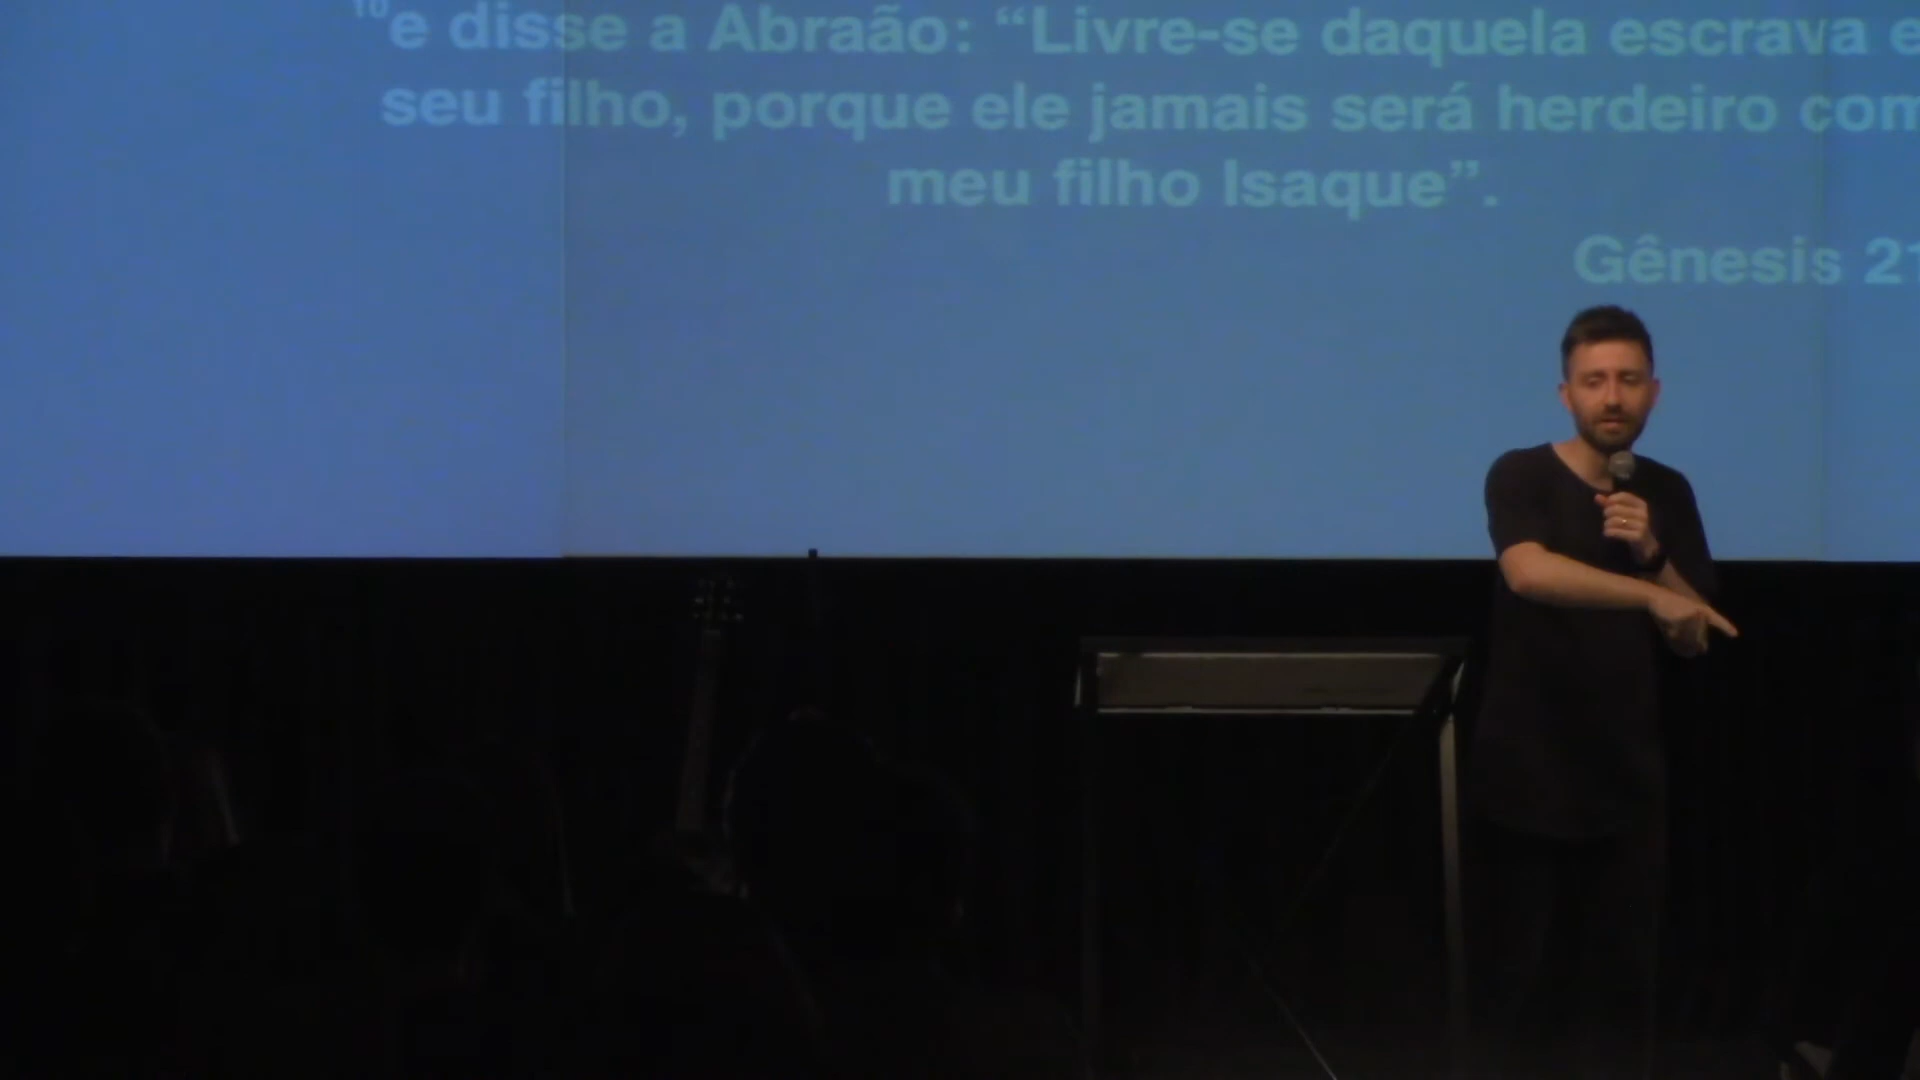 ¹⁰e disse a Abraão: “Livre-se daquela escrava e
seu filho, porque ele jamais será herdeiro com
meu filho Isaque”.
Gênesis 21